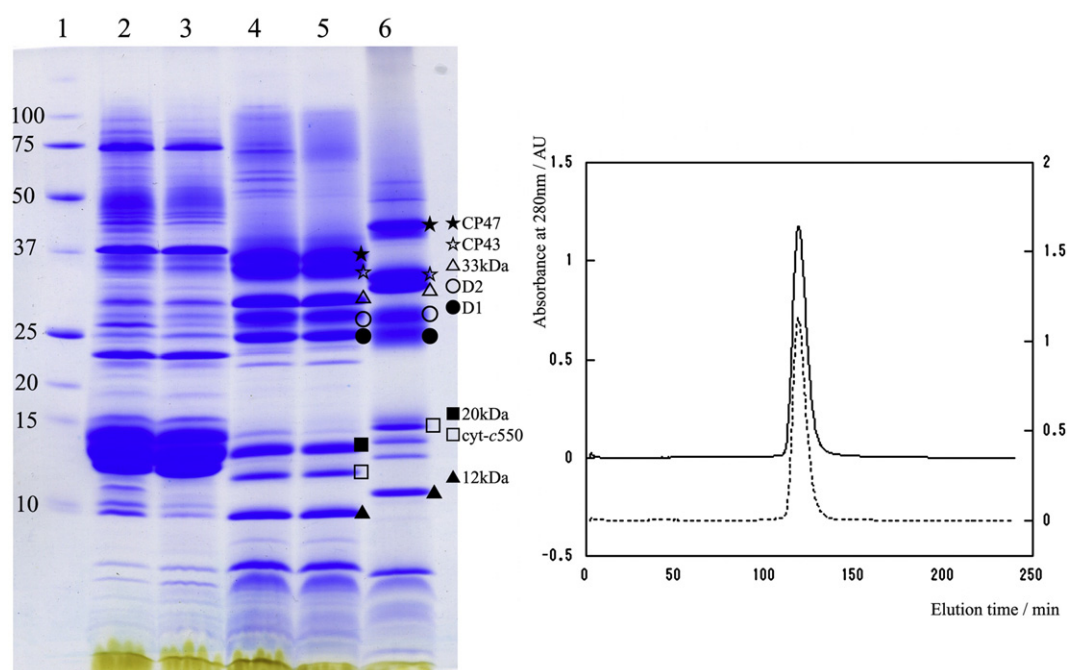 1 2 3 4 5 6
100
75
50
37
25
20
15
10
★CP47
☆CP43
△33kDa
○D2
●D1
■20kDa
□cyt-c550
▲12kDa
Absorbance at 280nm / AU
1.5
1
0.5
0
-0.5
2
1.5
1
0.5
0
0 50 100 150 200 250
Elution time / min